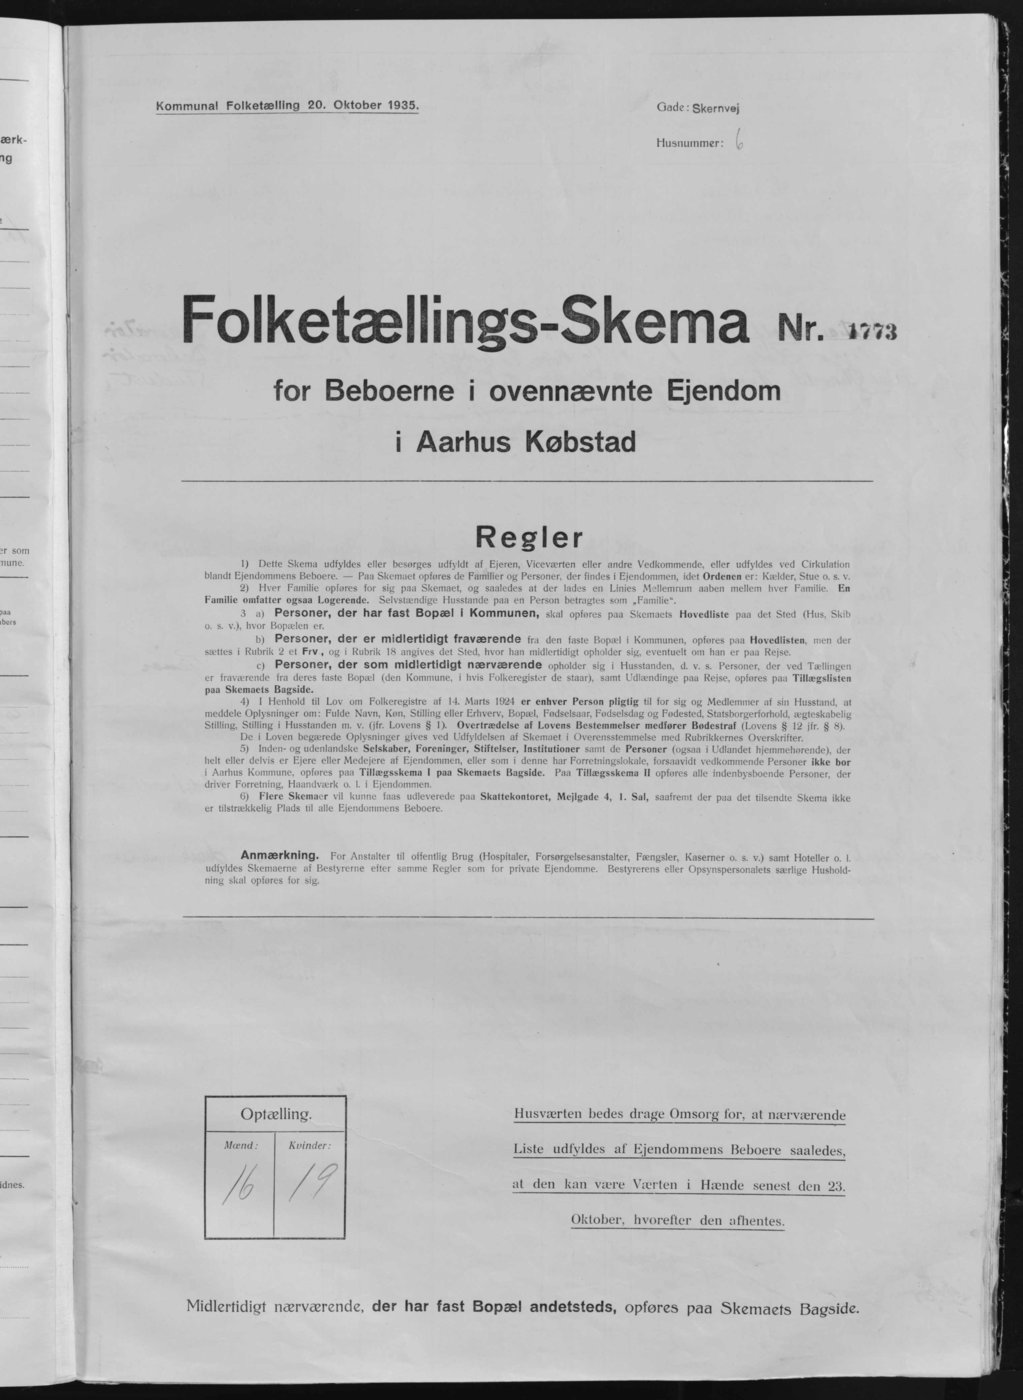 Kommunal Folketælling 20. Oktober 1935.
Gade: Skernvej
Husnummer: 6
Folketællings-Skema Nr. 1773
for Beboerne i ovennævnte Ejendom
i Aarhus Købstad
Regler
1) Dette Skema udfyldes eller besørges udfyldt af Ejeren, Viceværten eller andre Vedkommende, eller udfyldes ved Cirkulation
blandt Ejendommens Beboere. — Paa Skemaet opføres de Familier og Personer, der findes i Ejendommen, idet Ordenen er: Kælder, Stue o. s. v.
2) Hver Familie opføres for sig paa Skemaet, og saaledes at der lades en Linies Mellemrum aaben mellem hver Familie. En
Familie omfatter ogsaa Logerende. Selvstændige Husstande paa en Person betragtes som „Familie“.
3 a) Personer, der har fast Bopæl i Kommunen, skal opføres paa Skemaets Hovedliste paa det Sted (Hus, Skib
o. s. v.), hvor Bopælen er.
b) Personer, der er midlertidigt fraværende fra den faste Bopæl i Kommunen, opføres paa Hovedlisten, men der
sættes i Rubrik 2 et Frv., og i Rubrik 18 angives det Sted, hvor han midlertidigt opholder sig, eventuelt om han er paa Rejse.
c) Personer, der som midlertidigt nærværende opholder sig i Husstanden, d. v. s. Personer, der ved Tællingen
er fraværende fra deres faste Bopæl (den Kommune, i hvis Folkeregister de staar), samt Udlændinge paa Rejse, opføres paa Tillægslisten
paa Skemaets Bagside.
4) I Henhold til Lov om Folkeregistre af 14. Marts 1924 er enhver Person pligtig til for sig og Medlemmer af sin Husstand, at
meddele Oplysninger om: Fulde Navn, Køn, Stilling eller Erhverv, Bopæl, Fødselsaar, Fødselsdag og Fødested, Statsborgerforhold, ægteskabelig
Stilling, Stilling i Husstanden m. v. (jfr. Lovens § 1). Overtrædelse af Lovens Bestemmelser medfører Bødestraf (Lovens § 12 jfr. § 8).
De i Loven begærede Oplysninger gives ved Udfyldelsen af Skemaet i Overensstemmelse med Rubrikkernes Overskrifter.
5) Inden- og udenlandske Selskaber, Foreninger, Stiftelser, Institutioner samt de Personer (ogsaa i Udlandet hjemmehørende), der
helt eller delvis er Ejere eller Medejere af Ejendommen, eller som i denne har Forretningslokale, forsaavidt vedkommende Personer ikke bor
i Aarhus Kommune, opføres paa Tillægsskema I paa Skemaets Bagside. Paa Tillægsskema II opføres alle indenbysboende Personer, der
driver Forretning, Haandværk o. l. i Ejendommen.
6) Flere Skemaer vil kunne faas udleverede paa Skattekontoret, Mejlgade 4, 1. Sal, saafremt der paa det tilsendte Skema ikke
er tilstrækkelig Plads til alle Ejendommens Beboere.
Anmærkning. For Anstalter til offentlig Brug (Hospitaler, Forsørgelsesanstalter, Fængsler, Kaserner o. s. v.) samt Hoteller o. l.
udfyldes Skemaerne af Bestyrerne efter samme Regler som for private Ejendomme. Bestyrerens eller Opsynspersonalets særlige Hushold-
ning skal opføres for sig.
Optælling.
Mænd: Kvinder:
16 19
Husværten bedes drage Omsorg for, at nærværende
Liste udfyldes af Ejendommens Beboere saaledes,
at den kan være Værten i Hænde senest den 23.
Oktober, hvorefter den afhentes.
Midlertidigt nærværende, der har fast Bopæl andetsteds, opføres paa Skemaets Bagside.